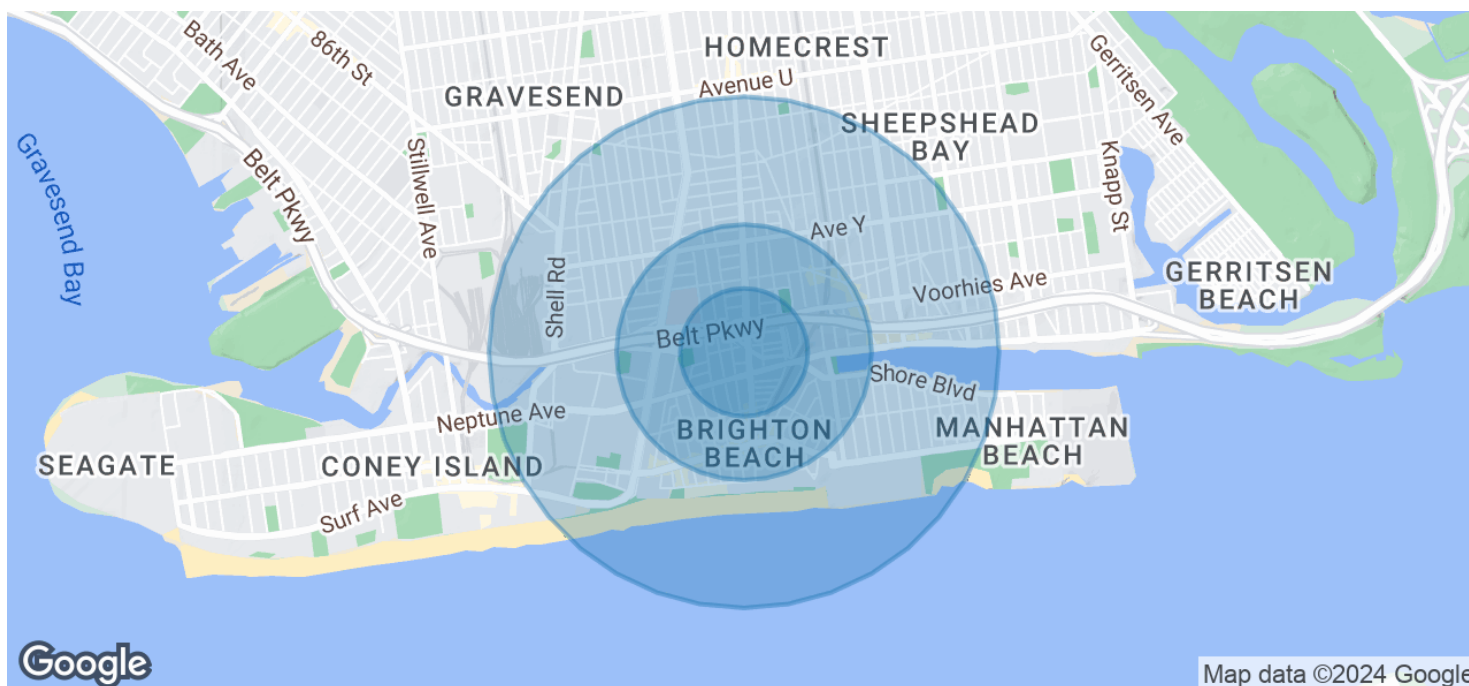 HOMECREST
Bath Ave
86th St
Gerritsen Ave
Avenue U
GRAVESEND
SHEEPSHEAD
BAY
Gravesend Bay
Stillwell Ave
Knapp St
Belt Pkwy
Ave Y
Shell Rd
Voorhies Ave
GERRITSEN
BEACH
Belt Pkwy
Shore Blvd
Neptune Ave
BRIGHTON
BEACH
MANHATTAN
BEACH
SEAGATE
CONEY ISLAND
Surf Ave
Google
Map data ©2024 Google